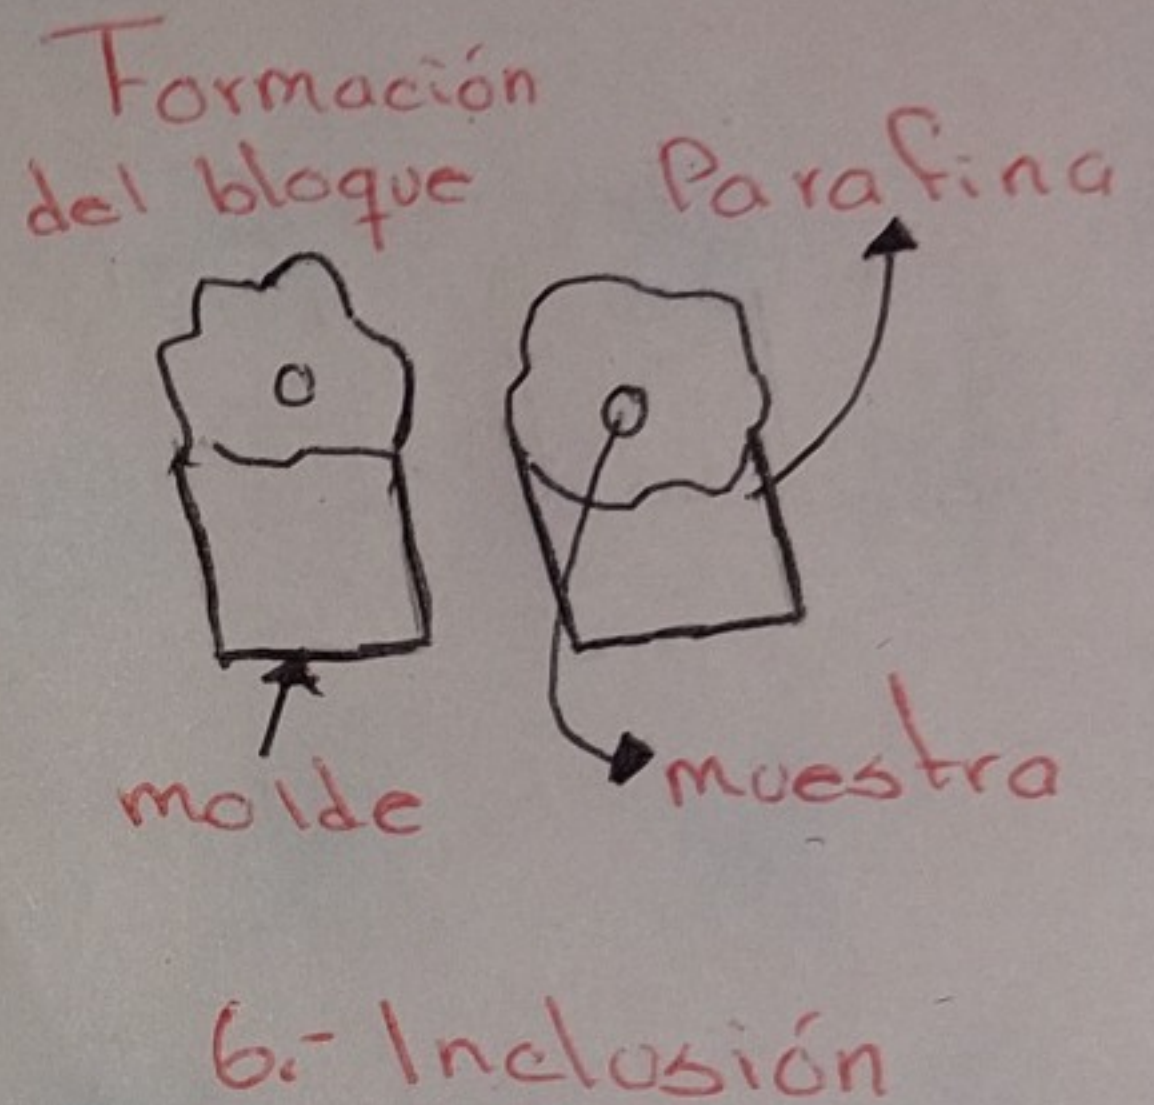 Formación
del bloque
Parafina
molde
muestra
6.- Inclusión